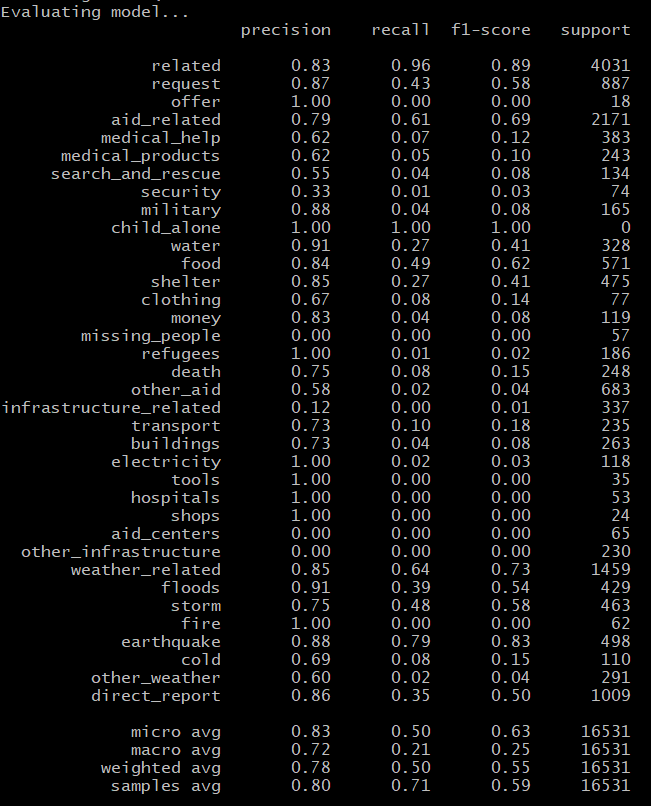 Evaluating model...
precision recall f1-score support
related 0.83 0.96 0.89 4031
request 0.87 0.43 0.58 887
offer 1.00 0.00 0.00 18
aid_related 0.79 0.61 0.69 2171
medical_help 0.62 0.07 0.12 383
medical_products 0.62 0.05 0.10 243
search_and_rescue 0.55 0.04 0.08 134
security 0.33 0.01 0.03 74
military 0.88 0.04 0.08 165
child_alone 1.00 1.00 1.00 0
water 0.91 0.27 0.41 328
food 0.84 0.49 0.62 571
shelter 0.85 0.27 0.41 475
clothing 0.67 0.08 0.14 77
money 0.83 0.04 0.08 119
missing_people 0.00 0.00 0.00 57
refugees 1.00 0.01 0.02 186
death 0.75 0.08 0.15 248
other_aid 0.58 0.02 0.04 683
infrastructure_related 0.12 0.00 0.01 337
transport 0.73 0.10 0.18 235
buildings 0.73 0.04 0.08 263
electricity 1.00 0.02 0.03 118
tools 1.00 0.00 0.00 35
hospitals 1.00 0.00 0.00 53
shops 1.00 0.00 0.00 24
aid_centers 0.00 0.00 0.00 65
other_infrastructure 0.00 0.00 0.00 230
weather_related 0.85 0.64 0.73 1459
floods 0.91 0.39 0.54 429
storm 0.75 0.48 0.58 463
fire 1.00 0.00 0.00 62
earthquake 0.88 0.79 0.83 498
cold 0.69 0.08 0.15 110
other_weather 0.60 0.02 0.04 291
direct_report 0.86 0.35 0.50 1009
micro avg 0.83 0.50 0.63 16531
macro avg 0.72 0.21 0.25 16531
weighted avg 0.78 0.50 0.55 16531
samples avg 0.80 0.71 0.59 16531